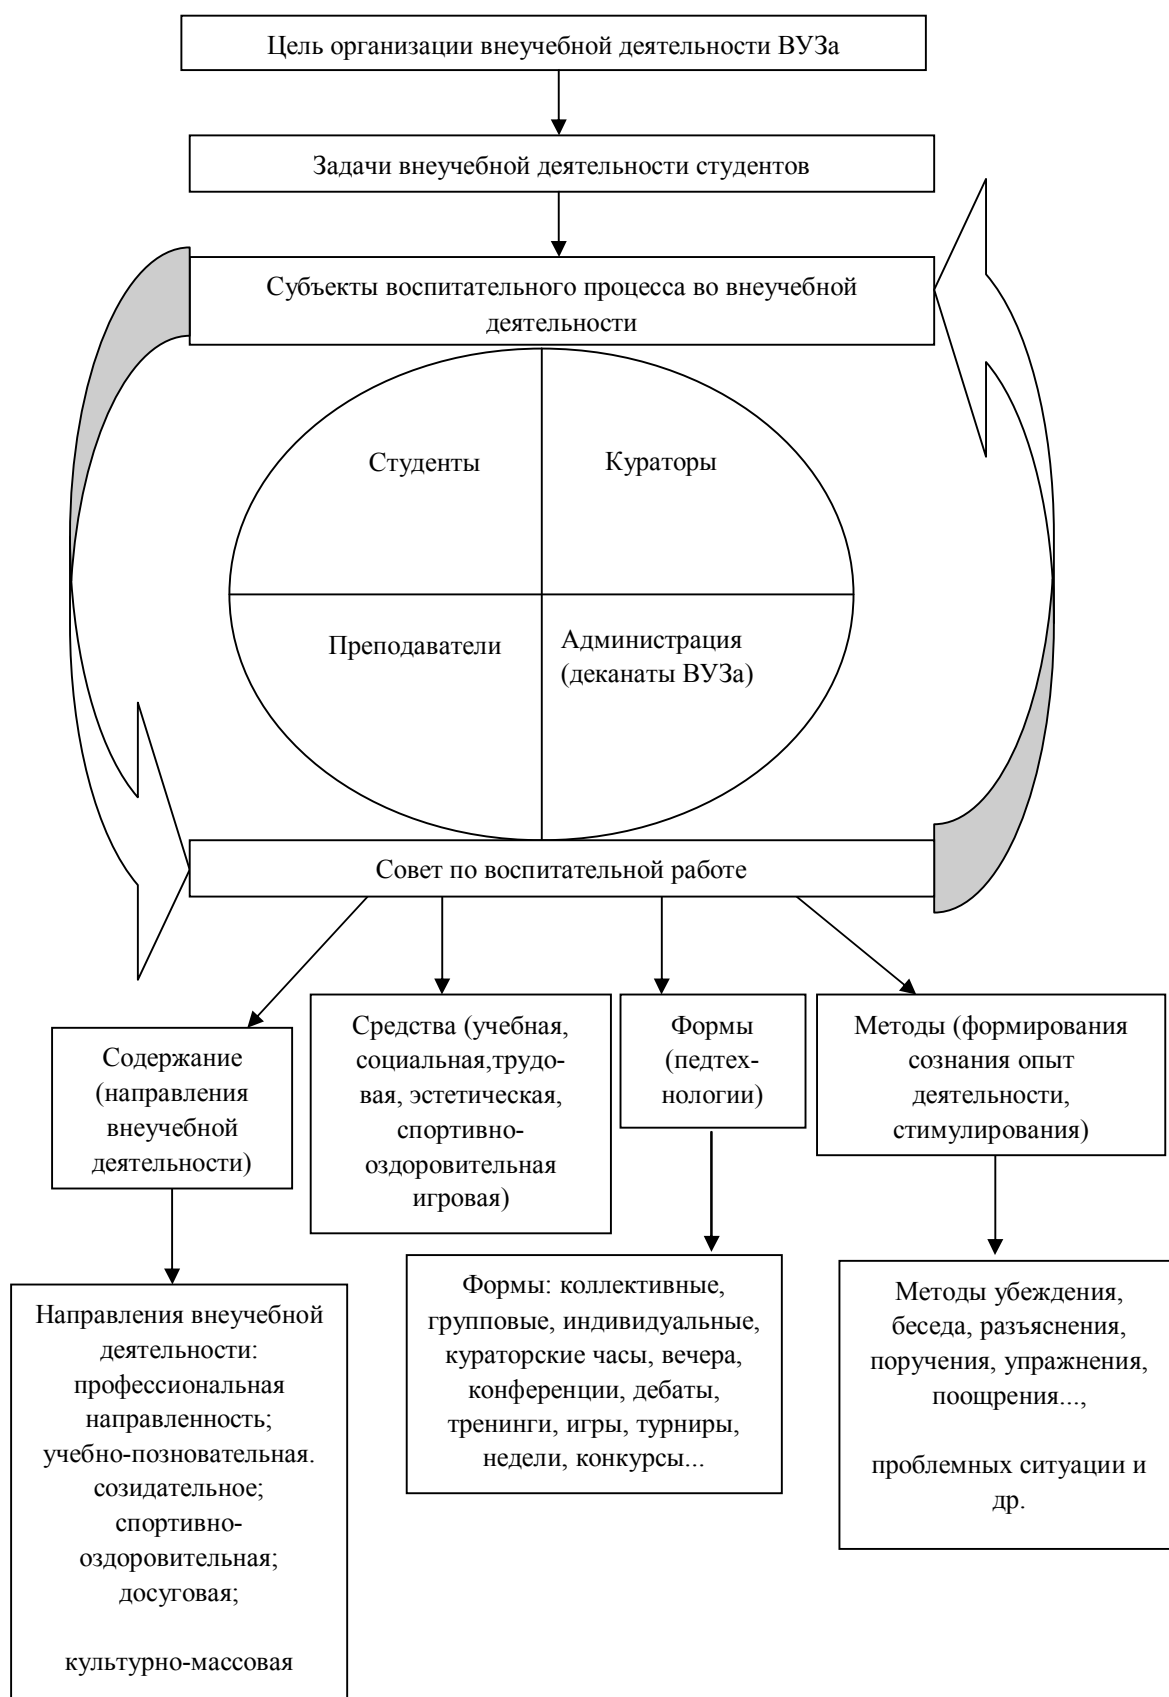 Цель организации внеучебной деятельности ВУЗа
Задачи внеучебной деятельности студентов
Субъекты воспитательного процесса во внеучебной
деятельности
Студенты
Кураторы
Преподаватели
Администрация
(деканаты ВУЗа)
Совет по воспитательной работе
Содержание
(направления
внеучебной
деятельности)
Средства (учебная,
социальная,трудо-
вая, эстетическая,
спортивно-
оздоровительная
игровая)
Формы
(педтех-
нологии)
Методы (формирования
сознания опыт
деятельности,
стимулирования)
Направления внеучебной
деятельности:
профессиональная
направленность;
учебно-позновательная.
созидательное;
спортивно-
оздоровительная;
досуговая;
культурно-массовая
Формы: коллективные,
групповые, индивидуальные,
кураторские часы, вечера,
конференции, дебаты,
тренинги, игры, турниры,
недели, конкурсы...
Методы убеждения,
беседа, разъяснения,
поручения, упражнения,
поощрения...,
проблемных ситуации и
др.